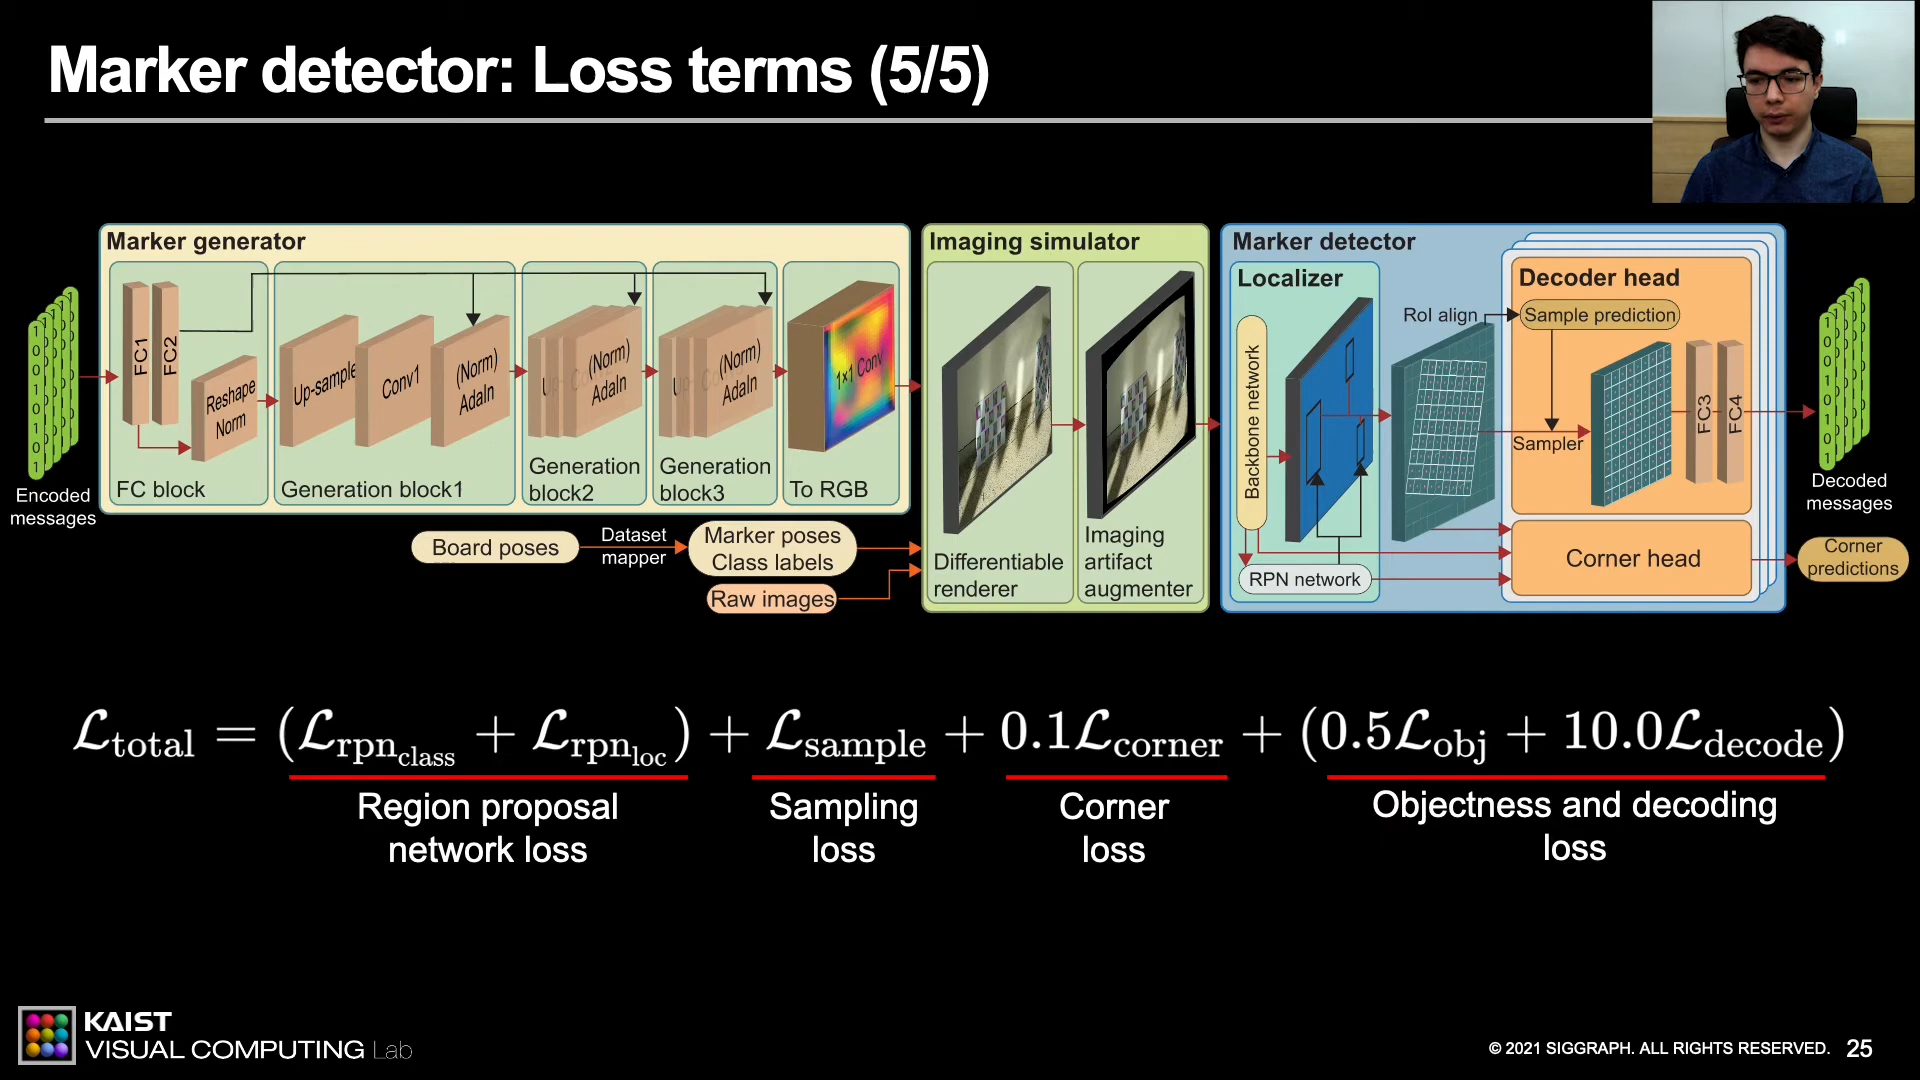 Marker detector: Loss terms (5/5)
Marker generator
Imaging simulator
Marker detector
Localizer
Decoder head
RoI align
Sample prediction
FC1
FC2
Reshape
Norm
Up-sample
Conv1
(Norm)
AdaIn
(Norm)
AdaIn
(Norm)
AdaIn
1×1 Conv
Backbone network
Sampler
FC3
FC4
Encoded
messages
FC block
Generation block1
Generation
block2
Generation
block3
To RGB
Decoded
messages
Board poses
Dataset
mapper
Marker poses
Class labels
Raw images
Differentiable
renderer
Imaging
artifact
augmenter
RPN network
Corner head
Corner
predictions
ℒtotal = (ℒrpn_class + ℒrpn_loc) + ℒsample + 0.1ℒcorner + (0.5ℒobj + 10.0ℒdecode)
Region proposal
network loss
Sampling
loss
Corner
loss
Objectness and decoding
loss
KAIST
VISUAL COMPUTING Lab
© 2021 SIGGRAPH. ALL RIGHTS RESERVED. 25